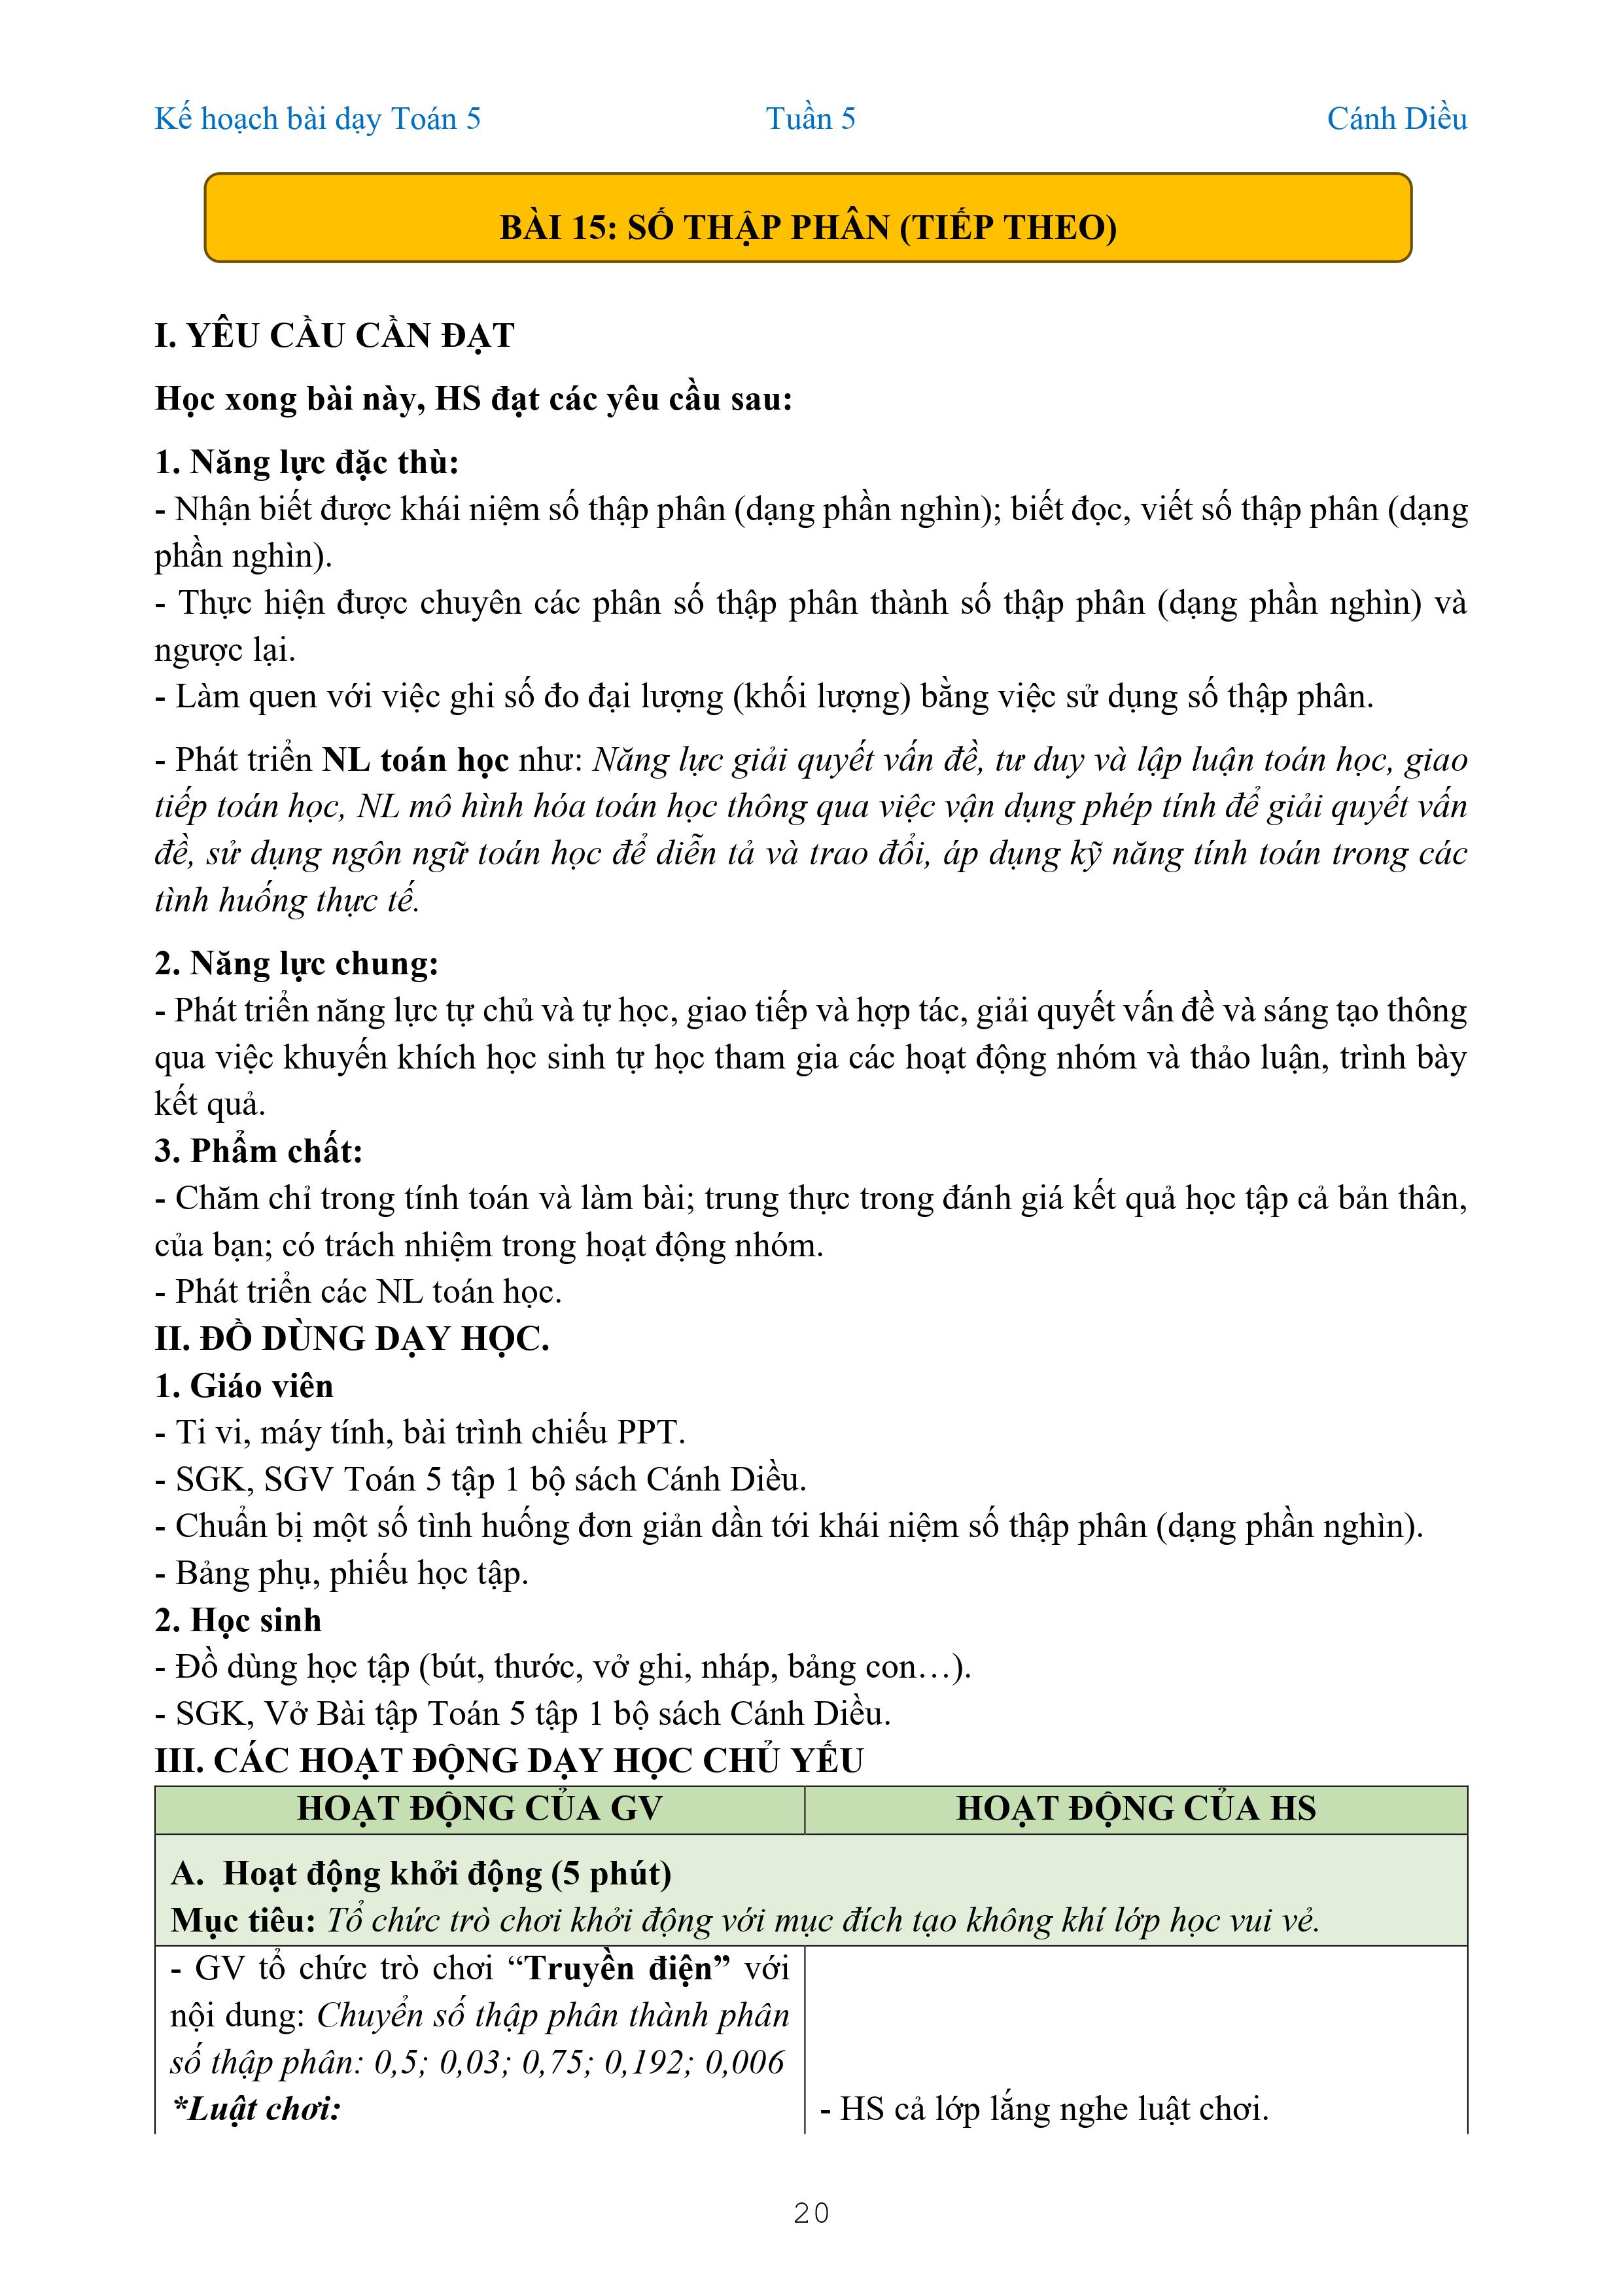 Kế hoạch bài dạy Toán 5 Tuần 5 Cánh Diều
BÀI 15: SỐ THẬP PHÂN (TIẾP THEO)
I. YÊU CẦU CẦN ĐẠT
Học xong bài này, HS đạt các yêu cầu sau:
1. Năng lực đặc thù:
- Nhận biết được khái niệm số thập phân (dạng phần nghìn); biết đọc, viết số thập phân (dạng
phần nghìn).
- Thực hiện được chuyên các phân số thập phân thành số thập phân (dạng phần nghìn) và
ngược lại.
- Làm quen với việc ghi số đo đại lượng (khối lượng) bằng việc sử dụng số thập phân.
- Phát triển NL toán học như: Năng lực giải quyết vấn đề, tư duy và lập luận toán học, giao
tiếp toán học, NL mô hình hóa toán học thông qua việc vận dụng phép tính để giải quyết vấn
đề, sử dụng ngôn ngữ toán học để diễn tả và trao đổi, áp dụng kỹ năng tính toán trong các
tình huống thực tế.
2. Năng lực chung:
- Phát triển năng lực tự chủ và tự học, giao tiếp và hợp tác, giải quyết vấn đề và sáng tạo thông
qua việc khuyến khích học sinh tự học tham gia các hoạt động nhóm và thảo luận, trình bày
kết quả.
3. Phẩm chất:
- Chăm chỉ trong tính toán và làm bài; trung thực trong đánh giá kết quả học tập cả bản thân,
của bạn; có trách nhiệm trong hoạt động nhóm.
- Phát triển các NL toán học.
II. ĐỒ DÙNG DẠY HỌC.
1. Giáo viên
- Ti vi, máy tính, bài trình chiếu PPT.
- SGK, SGV Toán 5 tập 1 bộ sách Cánh Diều.
- Chuẩn bị một số tình huống đơn giản dần tới khái niệm số thập phân (dạng phần nghìn).
- Bảng phụ, phiếu học tập.
2. Học sinh
- Đồ dùng học tập (bút, thước, vở ghi, nháp, bảng con…).
- SGK, Vở Bài tập Toán 5 tập 1 bộ sách Cánh Diều.
III. CÁC HOẠT ĐỘNG DẠY HỌC CHỦ YẾU
HOẠT ĐỘNG CỦA GV HOẠT ĐỘNG CỦA HS
A. Hoạt động khởi động (5 phút)
Mục tiêu: Tổ chức trò chơi khởi động với mục đích tạo không khí lớp học vui vẻ.
- GV tổ chức trò chơi “Truyền điện” với
nội dung: Chuyển số thập phân thành phân
số thập phân: 0,5; 0,03; 0,75; 0,192; 0,006
*Luật chơi:
- HS cả lớp lắng nghe luật chơi.
20